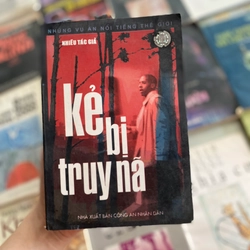 NHỮNG VỤ ÁN NỔI TIẾNG THẾ GIỚI
NHIỀU TÁC GIẢ
kẻ
bị
truy nã
NHÀ XUẤT BẢN CÔNG AN NHÂN DÂN